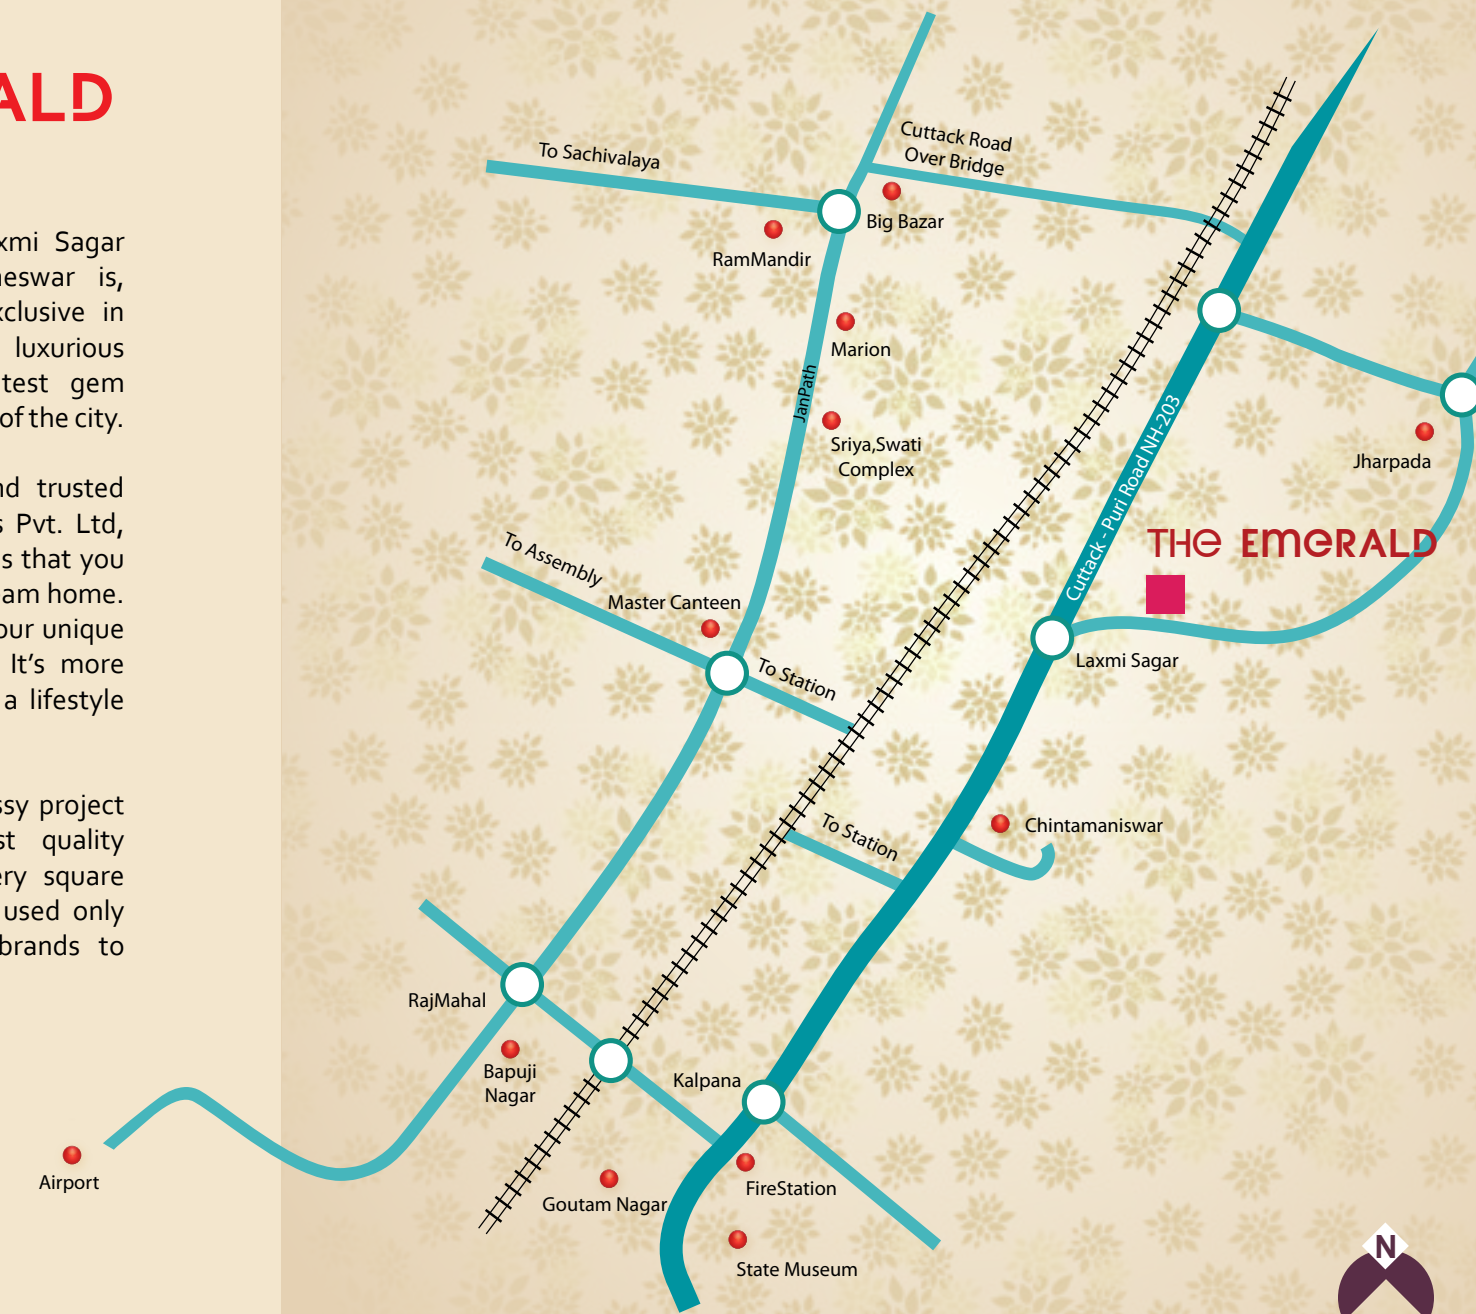 ALD
xmi Sagar
neswar is,
xclusive in
luxurious
test gem
of the city.
nd trusted
s Pvt. Ltd,
s that you
am home.
our unique
It's more
a lifestyle
ssy project
st quality
ery square
used only
brands to
To Sachivalaya
Cuttack Road
Over Bridge
Big Bazar
RamMandir
Marion
JanPath
Sriya,Swati
Complex
Cuttack - Puri Road NH-203
Jharpada
THE EMERALD
To Assembly
Master Canteen
To Station
Laxmi Sagar
To Station
Chintamaniswar
RajMahal
Bapuji
Nagar
Kalpana
Airport
Goutam Nagar
FireStation
State Museum
N